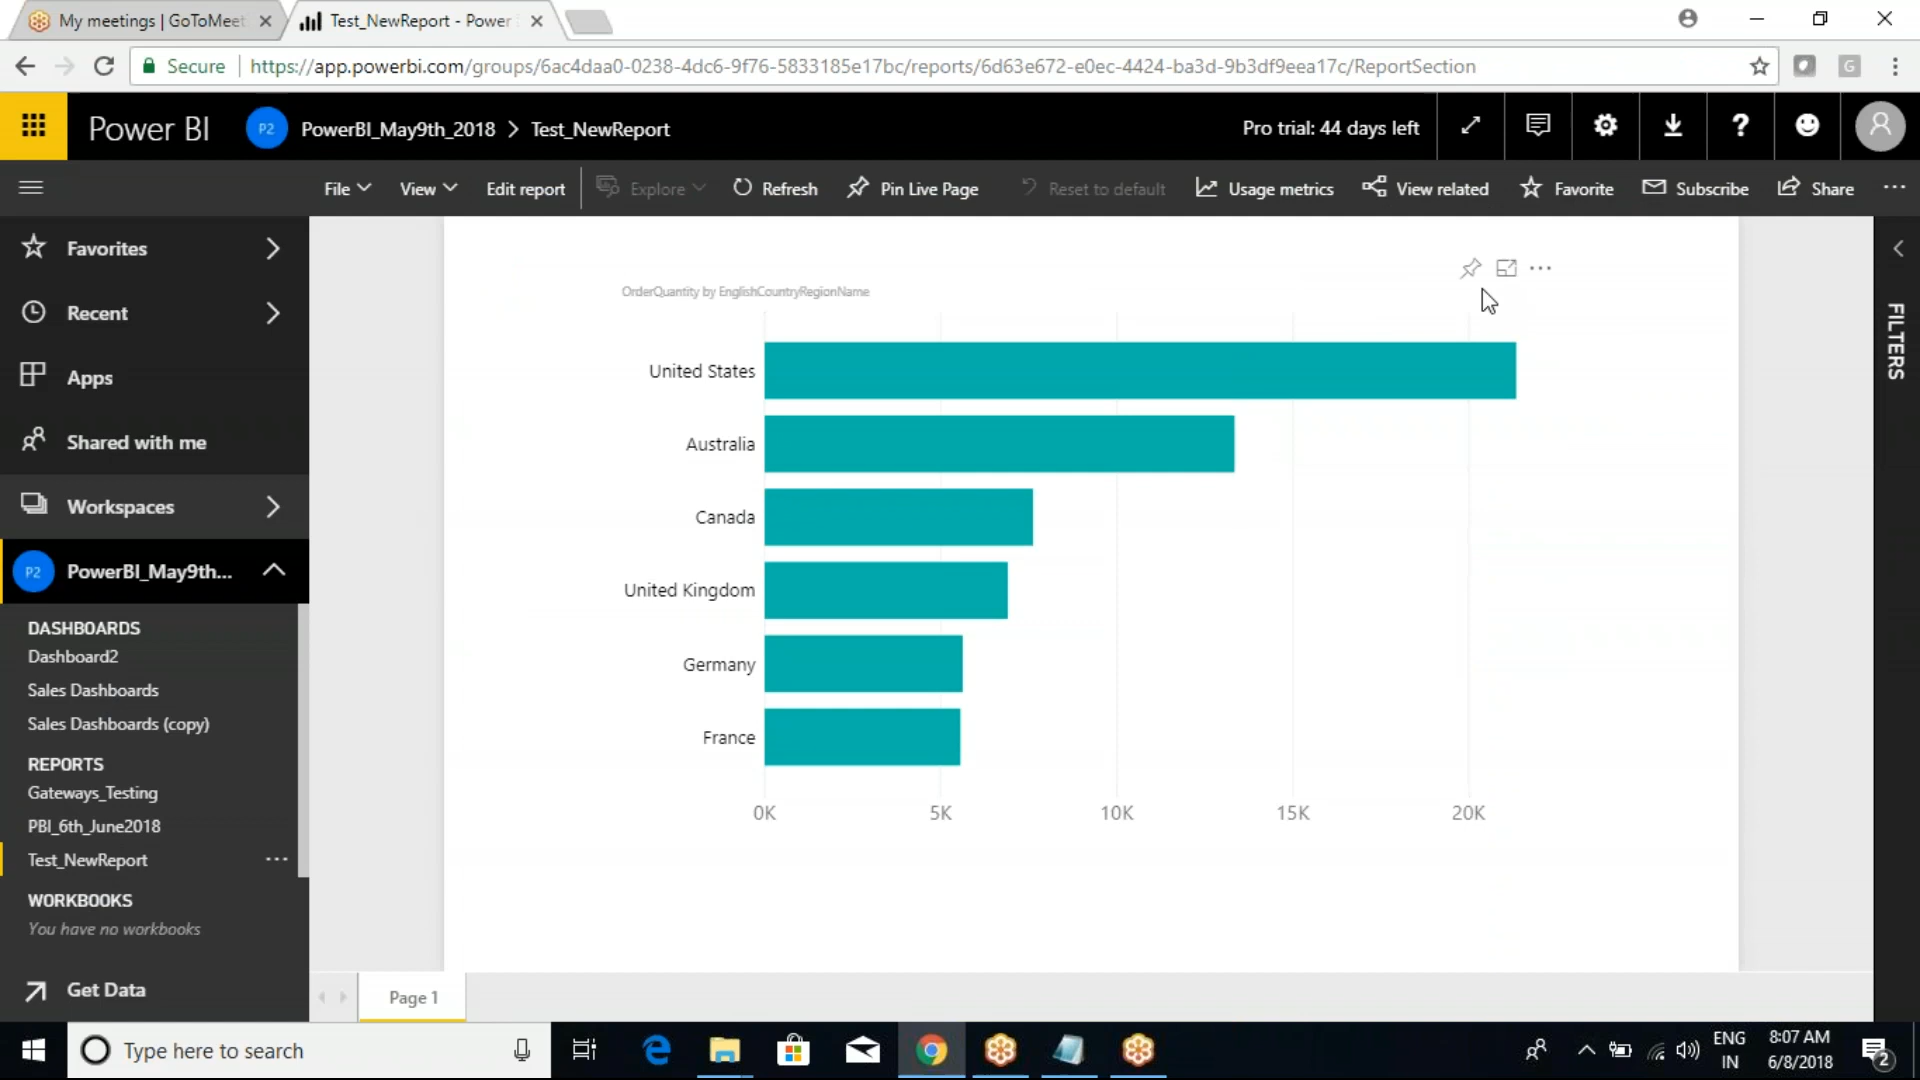 My meetings | GoToMeet
Test_NewReport - Power
Secure
https://app.powerbi.com/groups/6ac4daa0-0238-4dc6-9f76-5833185e17bc/reports/6d63e672-e0ec-4424-ba3d-9b3df9eea17c/ReportSection
G
Power BI
P2
PowerBI_May9th_2018 > Test_NewReport
Pro trial: 44 days left
File
View
Edit report
Explore
Refresh
Pin Live Page
Reset to default
Usage metrics
View related
Favorite
Subscribe
Share
Favorites
Recent
Apps
Shared with me
Workspaces
P2
PowerBI_May9th...
DASHBOARDS
Dashboard2
Sales Dashboards
Sales Dashboards (copy)
REPORTS
Gateways_Testing
PBI_6th_June2018
Test_NewReport
WORKBOOKS
You have no workbooks
Get Data
OrderQuantity by EnglishCountryRegionName
United States
Australia
Canada
United Kingdom
Germany
France
0K
5K
10K
15K
20K
FILTERS
Page 1
Type here to search
ENG
IN
8:07 AM
6/8/2018
2